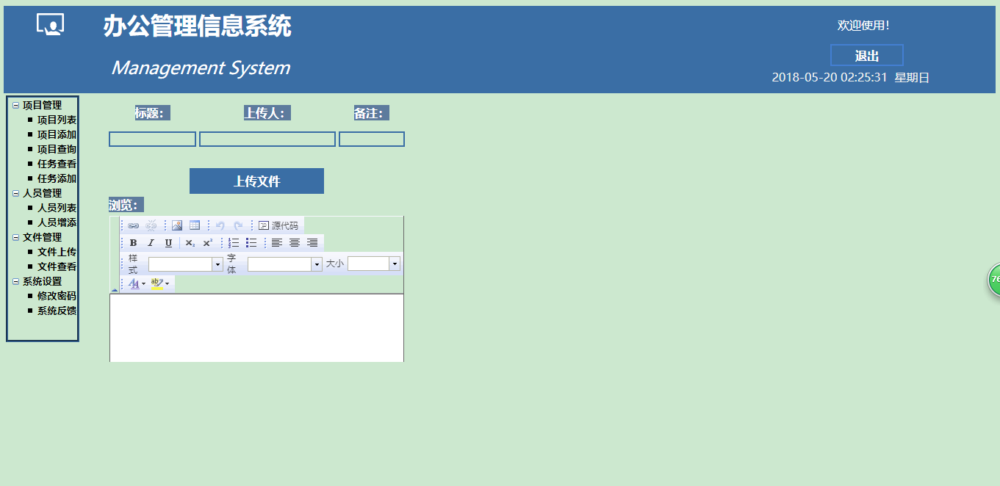 办公管理信息系统
Management System
欢迎使用!
退出
2018-05-20 02:25:31 星期日
项目管理
项目列表
项目添加
项目查询
任务查看
任务添加
人员管理
人员列表
人员增添
文件管理
文件上传
文件查看
系统设置
修改密码
系统反馈
标题： 上传人： 备注：
上传文件
浏览：
源代码
B I U x₂ x²
样式 字体 大小
76